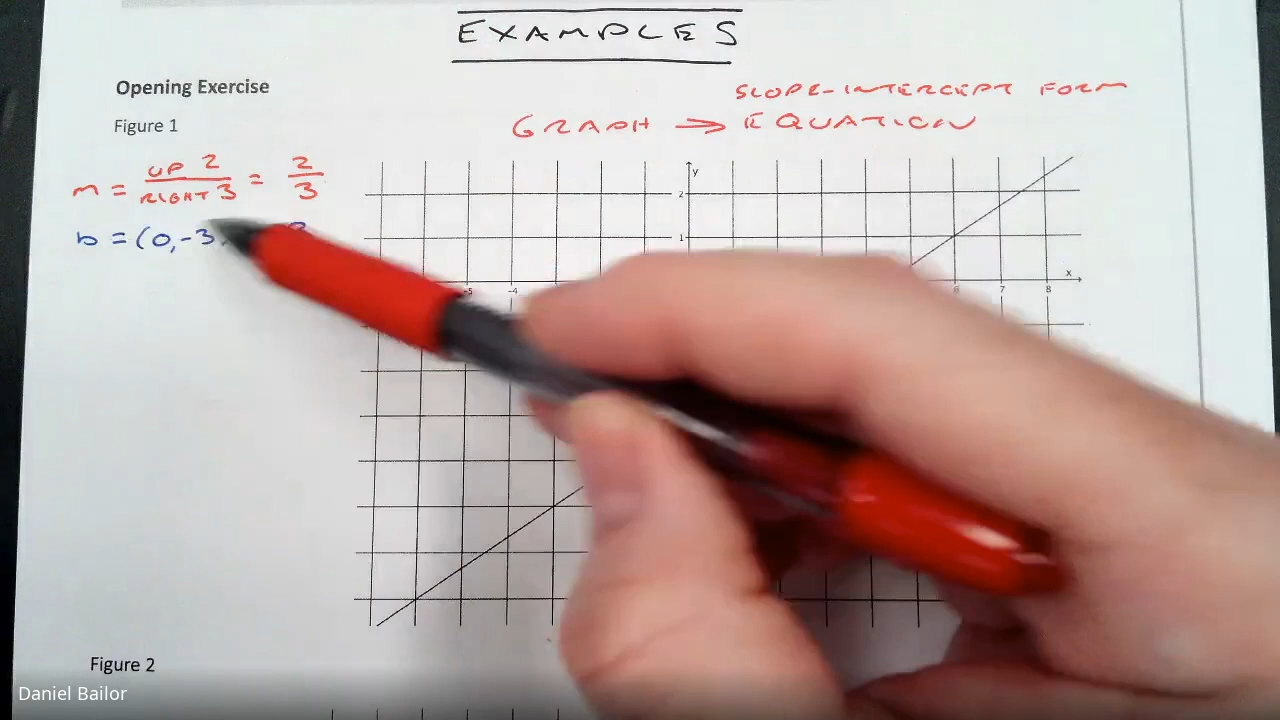 EXAMPLES
Opening Exercise
SLOPE-INTERCEPT FORM
Figure 1
GRAPH → EQUATION
m = UP 2 / RIGHT 3 = 2/3
b = (0,-3
y
2
1
x
-5 -4 6 7 8
Figure 2
Daniel Bailor